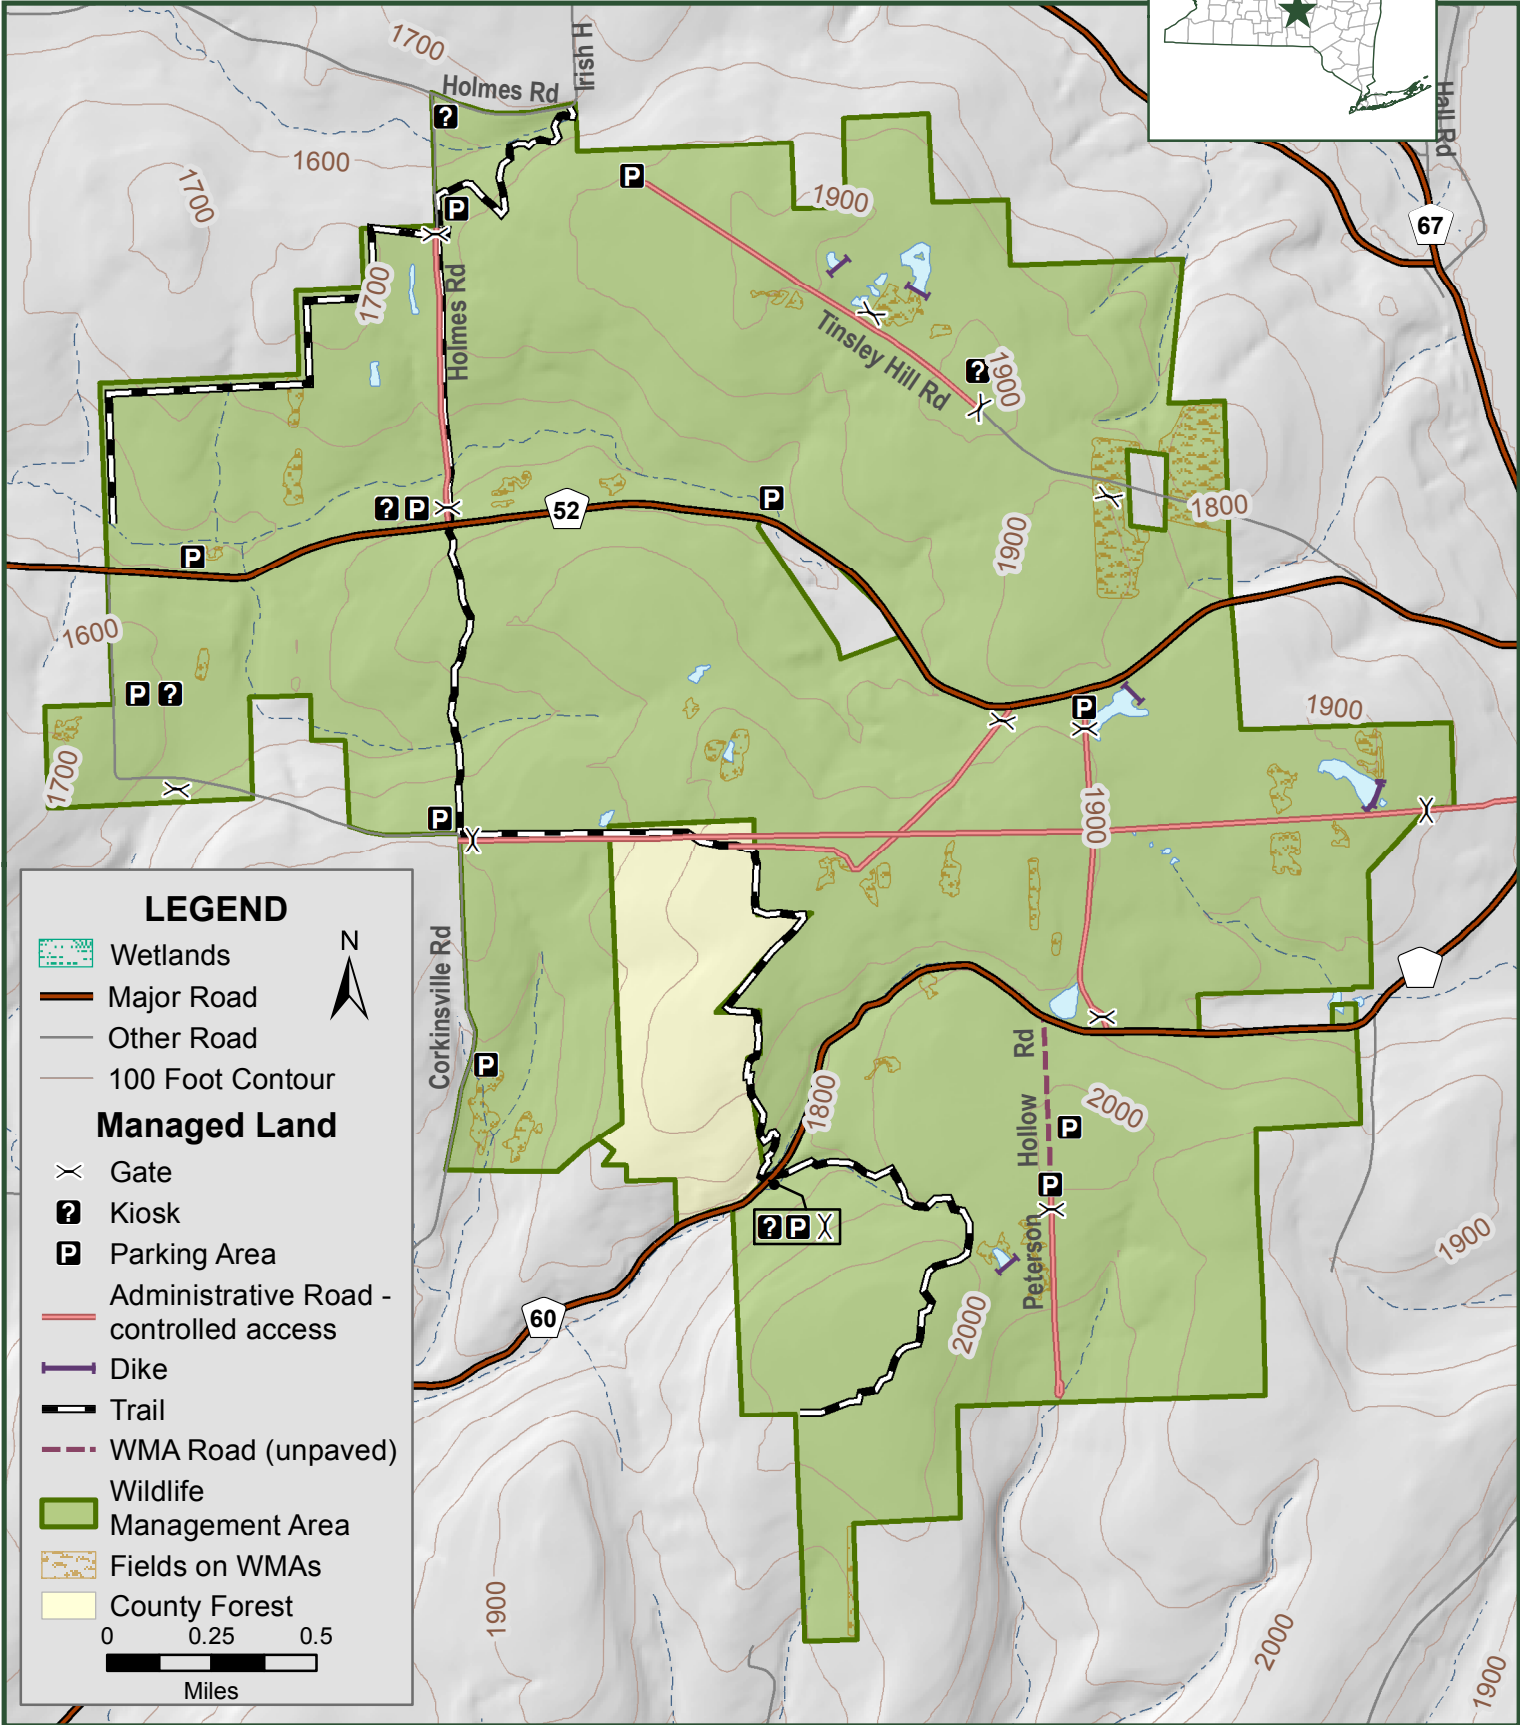 1700
Irish H
Holmes Rd
?
1600
1700
P
P
1900
Hall Rd
67
1700
Holmes Rd
Tinsley Hill Rd
?
1900
? P
52
P
1900
1800
P
1600
P ?
1700
P
1900
P
1900
P
Corkinsville Rd
P
1800
Peterson Hollow Rd
P
2000
P
? P
60
2000
1900
1900
2000
1900
LEGEND
N
Wetlands
Major Road
Other Road
100 Foot Contour
Managed Land
Gate
? Kiosk
P Parking Area
Administrative Road -
controlled access
Dike
Trail
WMA Road (unpaved)
Wildlife
Management Area
Fields on WMAs
County Forest
0 0.25 0.5
Miles